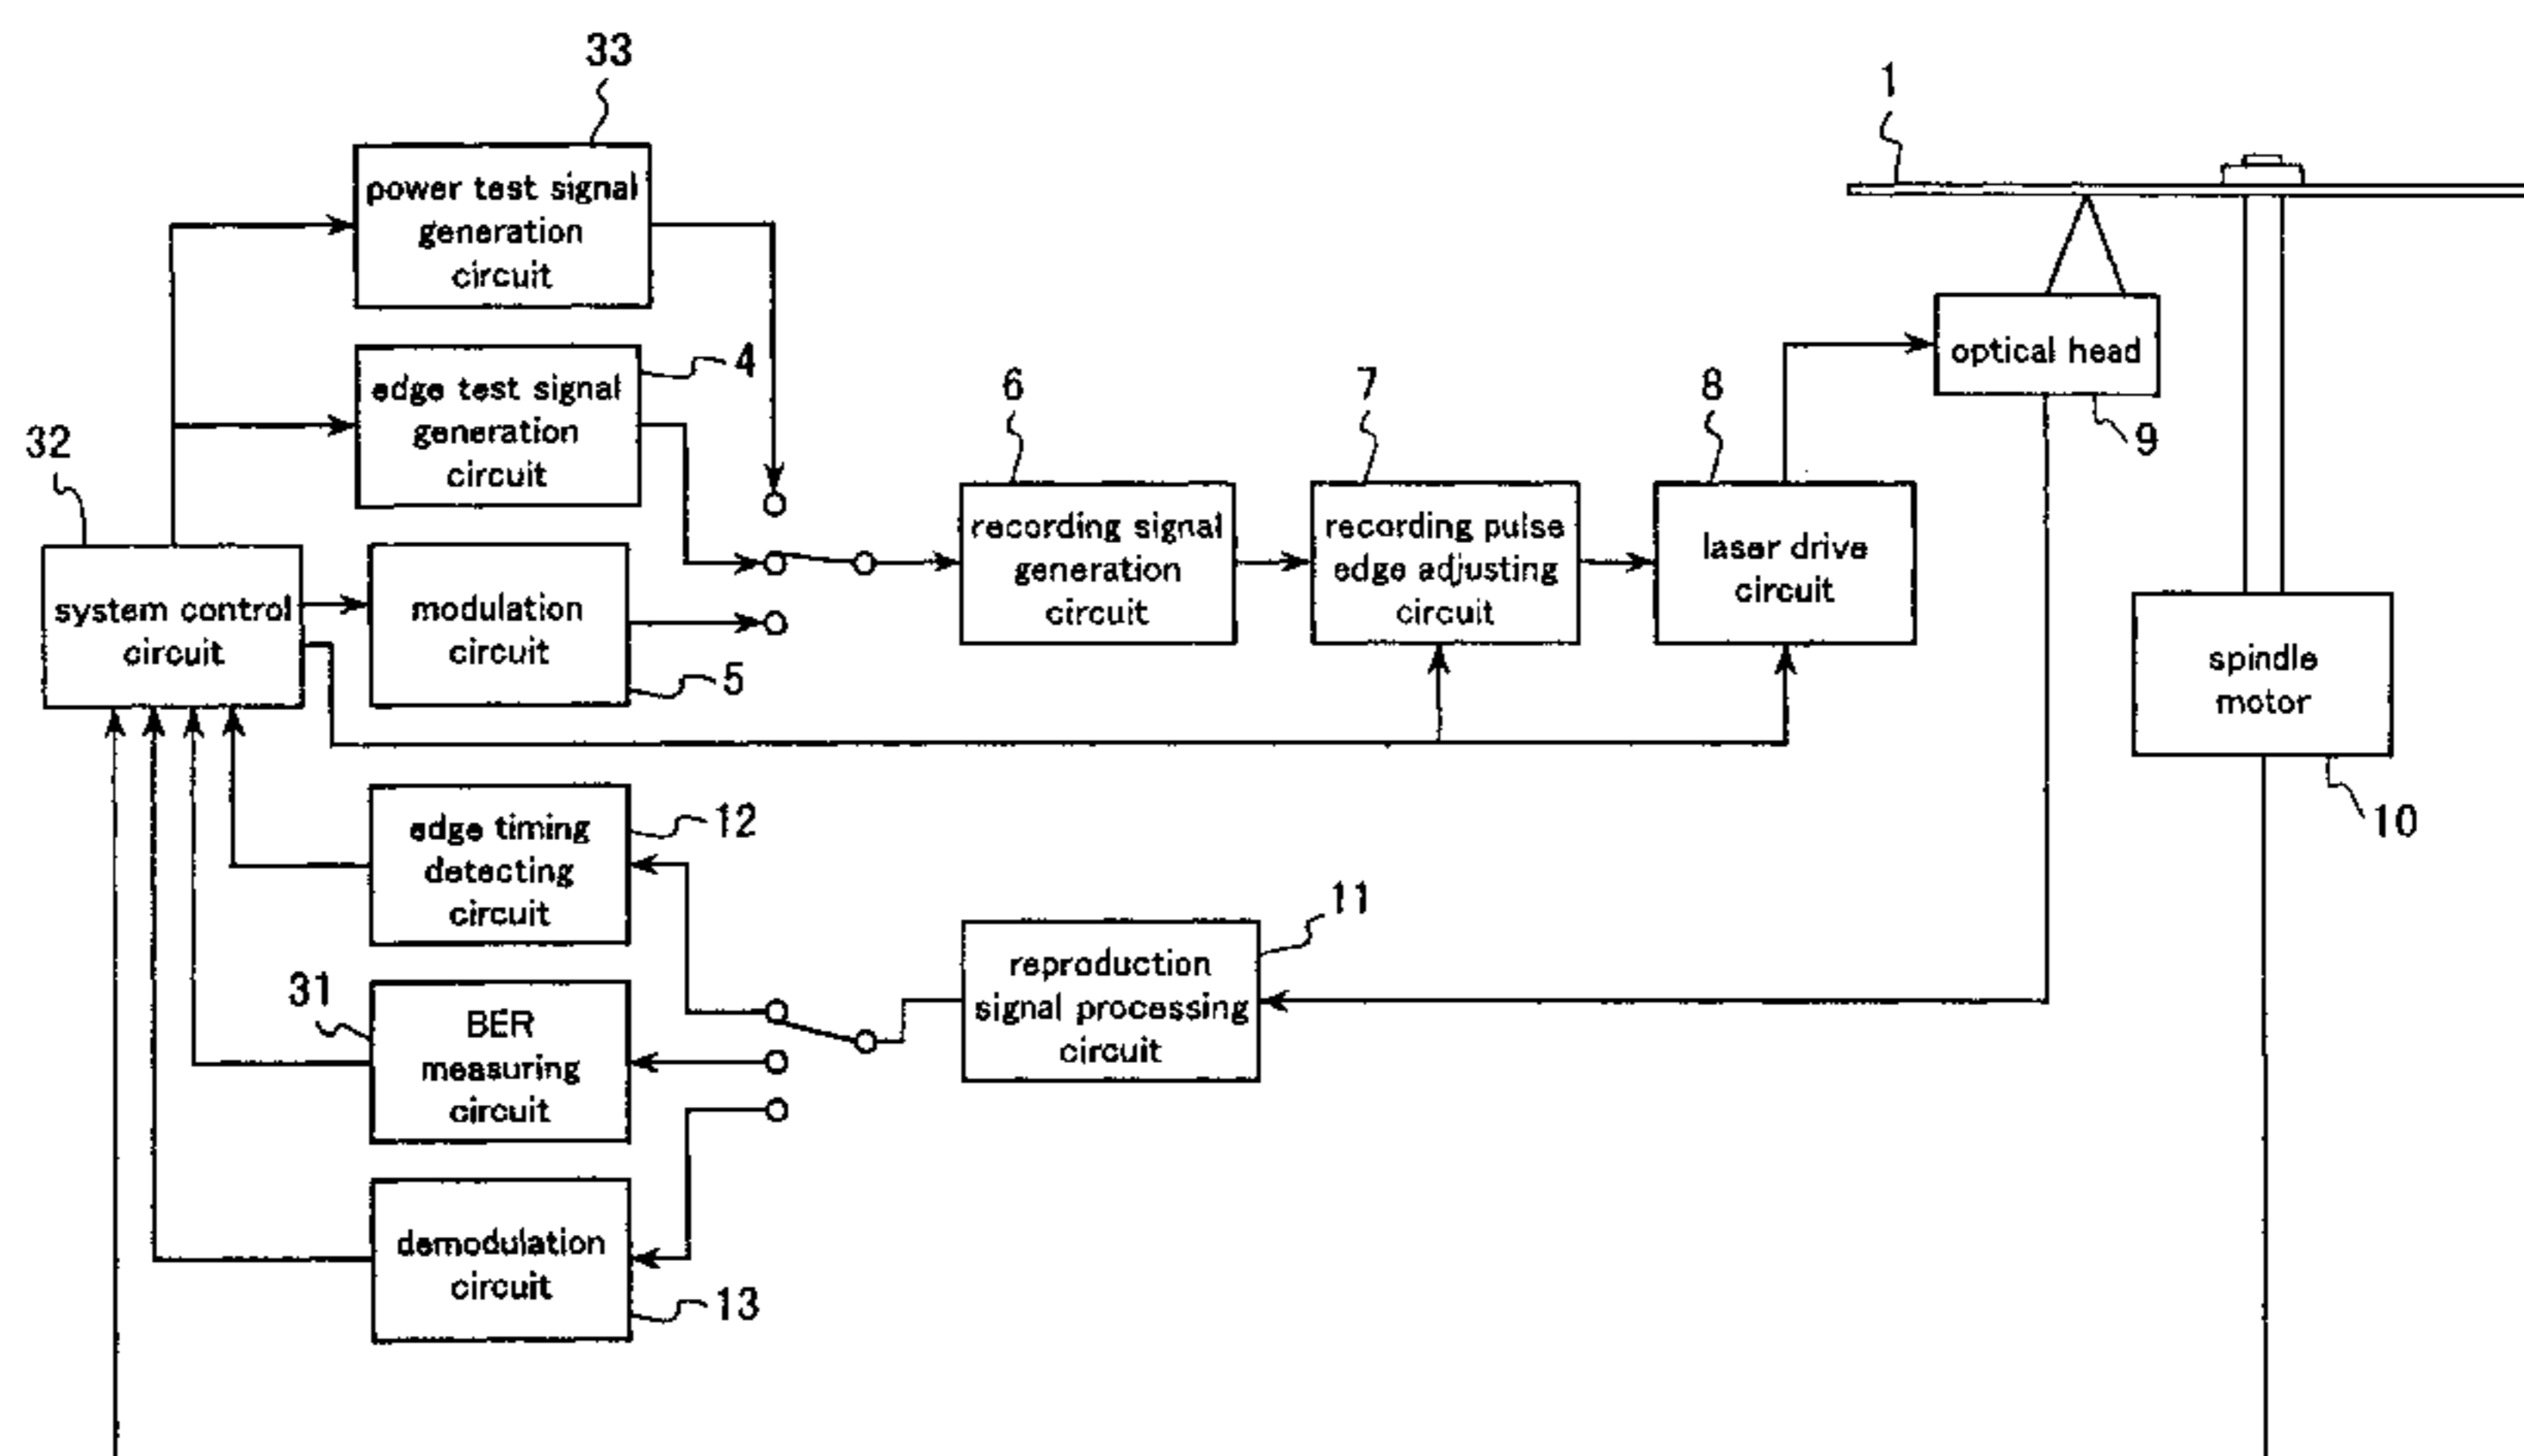 33
power test signal
generation
circuit
1
4
edge test signal
generation
circuit
optical head
9
32
6
7
8
recording signal
generation
circuit
recording pulse
edge adjusting
circuit
laser drive
circuit
system control
circuit
modulation
circuit
5
spindle
motor
10
edge timing
detecting
circuit
12
11
reproduction
signal processing
circuit
31
BER
measuring
circuit
demodulation
circuit
13